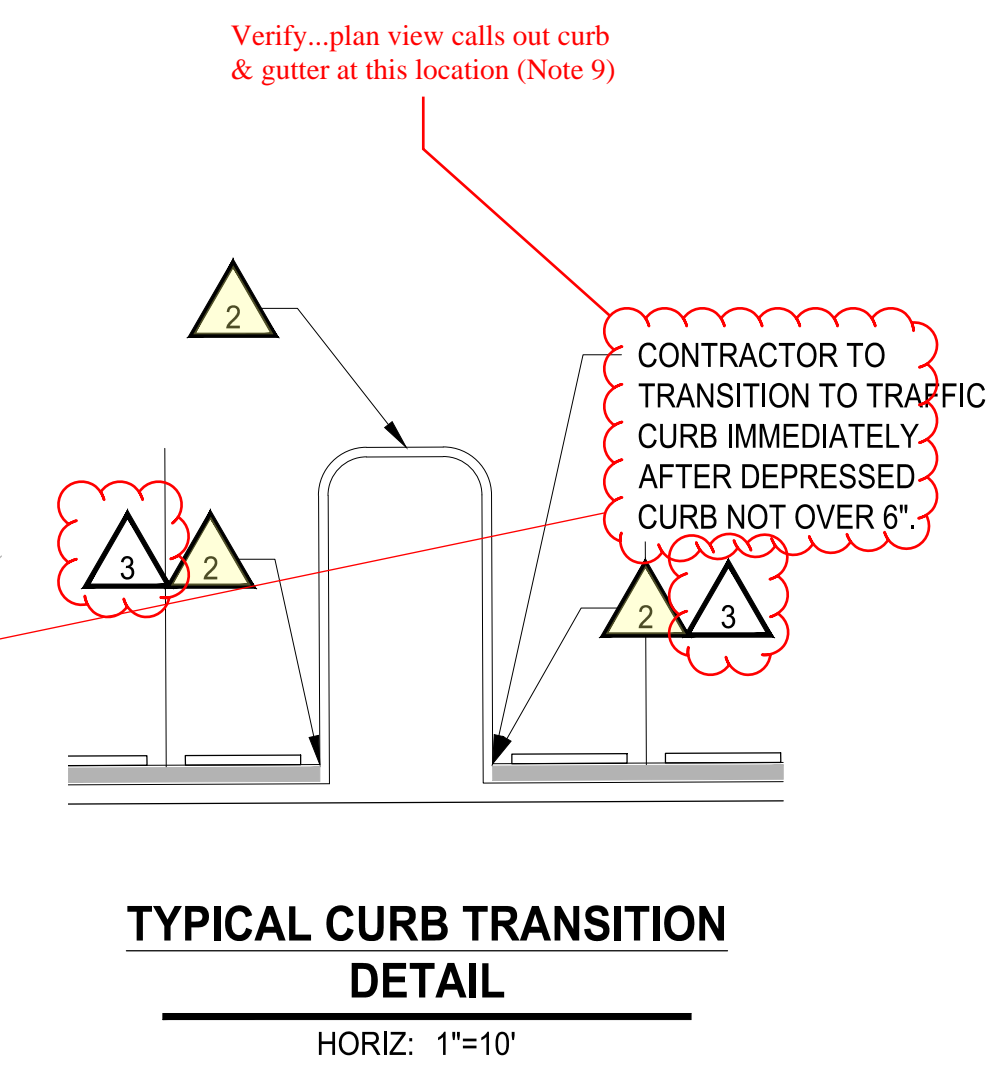 Verify...plan view calls out curb
& gutter at this location (Note 9)
2
CONTRACTOR TO
TRANSITION TO TRAFFIC
CURB IMMEDIATELY
AFTER DEPRESSED
CURB NOT OVER 6".
3 2
2 3
TYPICAL CURB TRANSITION
DETAIL
HORIZ: 1"=10'